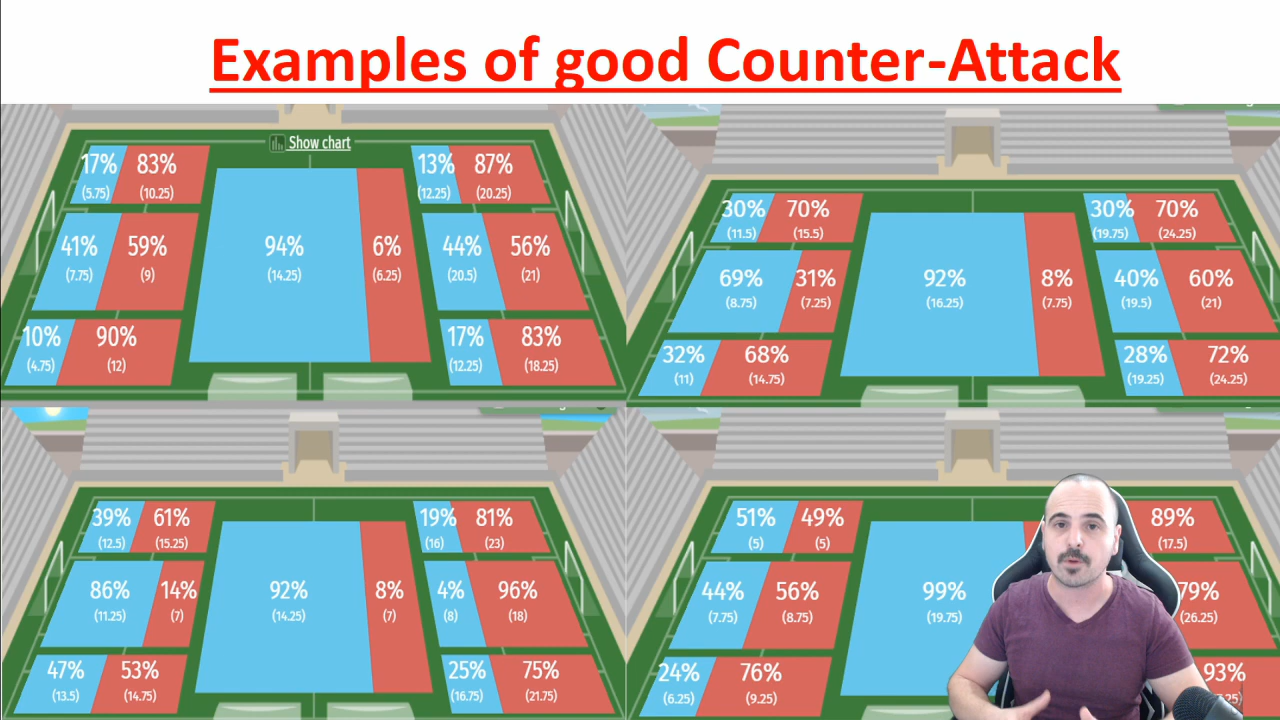 Examples of good Counter-Attack
Show chart
17% 83% 13% 87%
(5.75) (10.25) (12.25) (20.25)
41% 59% 94% 6% 44% 56%
(7.75) (9) (14.25) (6.25) (20.5) (21)
10% 90% 17% 83%
(4.75) (12) (12.25) (18.25)
30% 70% 30% 70%
(11.5) (15.5) (19.75) (24.25)
69% 31% 92% 8% 40% 60%
(8.75) (7.25) (16.25) (7.75) (19.5) (21)
32% 68% 28% 72%
(11) (14.75) (19.25) (24.25)
39% 61% 19% 81%
(12.5) (15.25) (16) (23)
86% 14% 92% 8% 4% 96%
(11.25) (7) (14.25) (7) (8) (18)
47% 53% 25% 75%
(13.5) (14.75) (16.75) (21.75)
51% 49% 89%
(5) (5) (17.5)
44% 56% 99% 79%
(7.75) (8.75) (19.75) (26.25)
24% 76% 93%
(6.25) (9.25)